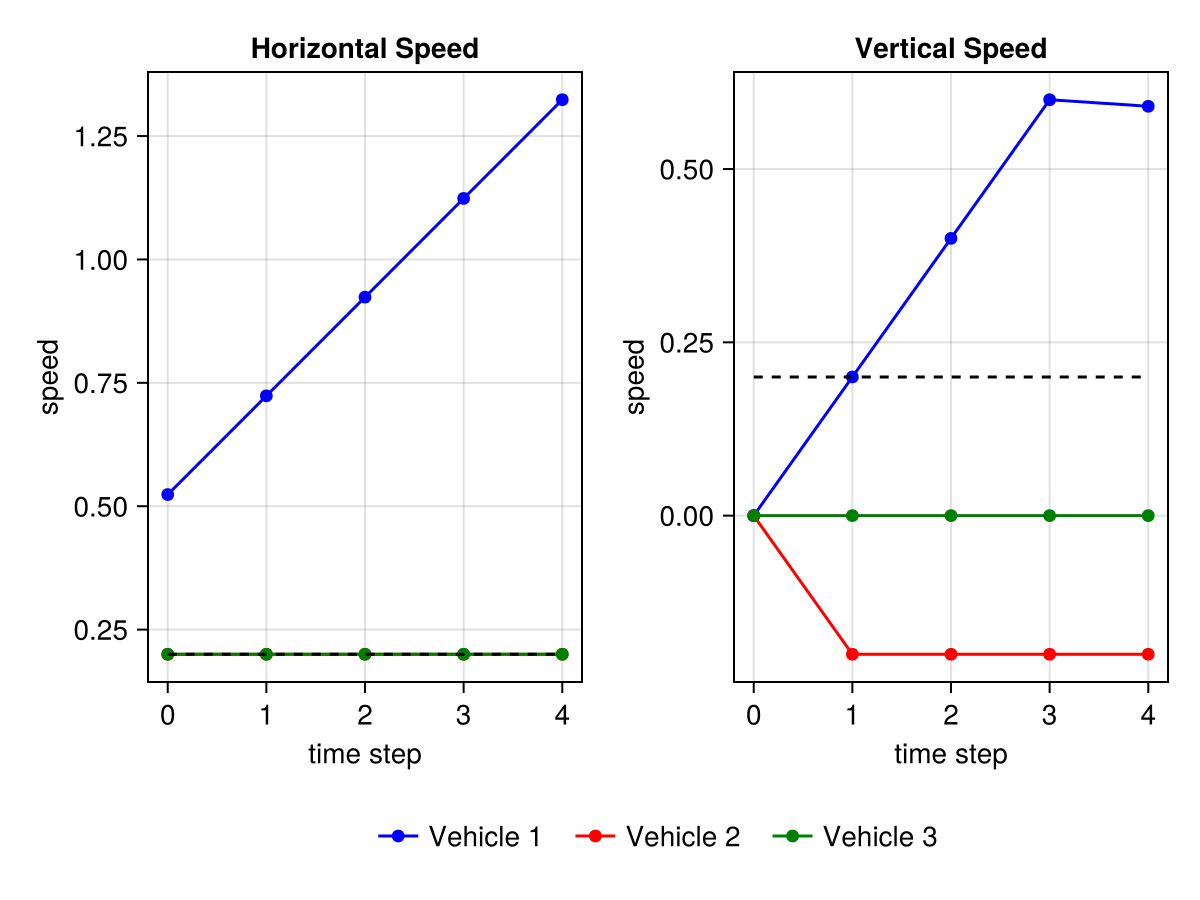 Horizontal Speed
1.25
1.00
0.75
0.50
0.25
speed
0 1 2 3 4
time step
Vertical Speed
0.50
0.25
0.00
speed
0 1 2 3 4
time step
Vehicle 1 Vehicle 2 Vehicle 3